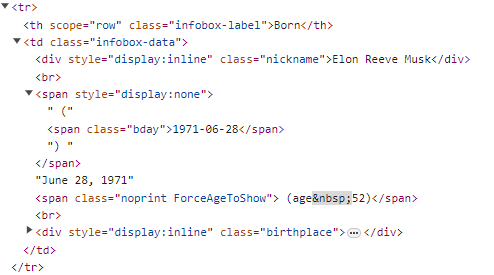 ▼<tr>
<th scope="row" class="infobox-label">Born</th>
▼<td class="infobox-data">
<div style="display:inline" class="nickname">Elon Reeve Musk</div>
<br>
▼<span style="display:none">
" ("
<span class="bday">1971-06-28</span>
") "
</span>
"June 28, 1971"
<span class="noprint ForceAgeToShow"> (age&nbsp;52)</span>
<br>
▶<div style="display:inline" class="birthplace">⋯</div>
</td>
</tr>